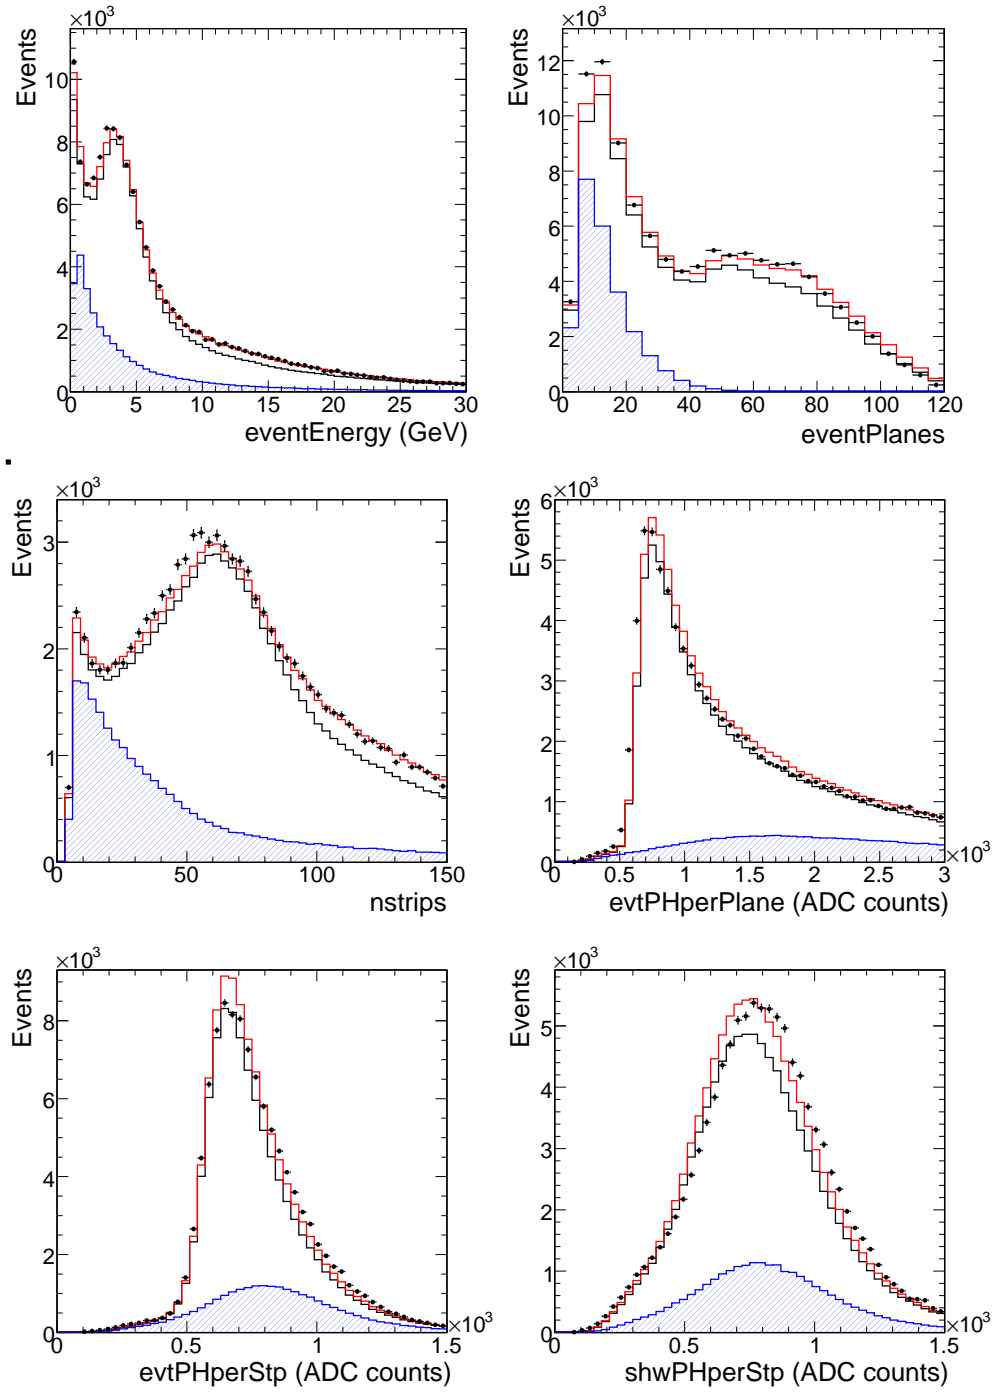 ×10³ ×10³
Events Events
10 8 6 4 2 0
12 10 8 6 4 2 0
0 5 10 15 20 25 30
0 20 40 60 80 100 120
eventEnergy (GeV) eventPlanes
.
×10³ ×10³
Events Events
3 2 1 0
6 5 4 3 2 1 0
0 50 100 150
0 0.5 1 1.5 2 2.5 3 ×10³
nstrips evtPHperPlane (ADC counts)
×10³ ×10³
Events Events
8 6 4 2 0
5 4 3 2 1 0
0 0.5 1 1.5 ×10³
0 0.5 1 1.5 ×10³
evtPHperStp (ADC counts) shwPHperStp (ADC counts)